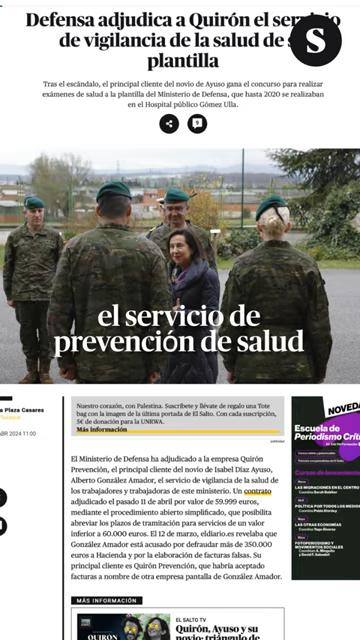 Defensa adjudica a Quirón el servicio
de vigilancia de la salud de s
plantilla
S
Tras el escándalo, el principal cliente del novio de Ayuso gana el concurso para realizar
exámenes de salud a la plantilla del Ministerio de Defensa, que hasta 2020 se realizaban
en el Hospital público Gómez Ulla.
el servicio de
prevención de salud
a Plaza Casares
ABR 2024 11:00
Nuestro corazón, con Palestina. Suscríbete y llévate de regalo una Tote
bag con la imagen de la última portada de El Salto. Con cada suscripción,
5€ de donación para la UNRWA.
Más información
El Ministerio de Defensa ha adjudicado a la empresa Quirón
Prevención, el principal cliente del novio de Isabel Díaz Ayuso,
Alberto González Amador, el servicio de vigilancia de la salud de
los trabajadores y trabajadoras de este ministerio. Un contrato
adjudicado el pasado 11 de abril por valor de 59.999 euros,
mediante el procedimiento abierto simplificado, que posibilita
abreviar los plazos de tramitación para servicios de un valor
inferior a 60.000 euros. El 12 de marzo, eldiario.es revelaba que
González Amador está acusado por defraudar más de 350.000
euros a Hacienda y por la elaboración de facturas falsas. Su
principal cliente es Quirón Prevención, que habría aceptado
facturas a nombre de otra empresa pantalla de González Amador.
NOVEDA
Escuela de
Periodismo Críti
LAS MIGRACIONES EN EL CENTRO
POLÍTICA POR TODOS LOS MEDIOS
LAS OTRAS ECONOMÍAS
FOTOPERIODISMO Y
MOVIMIENTOS SOCIALES
MÁS INFORMACIÓN
QUIRÓN
EL SALTO TV
Quirón, Ayuso y su
novio: triángulo de